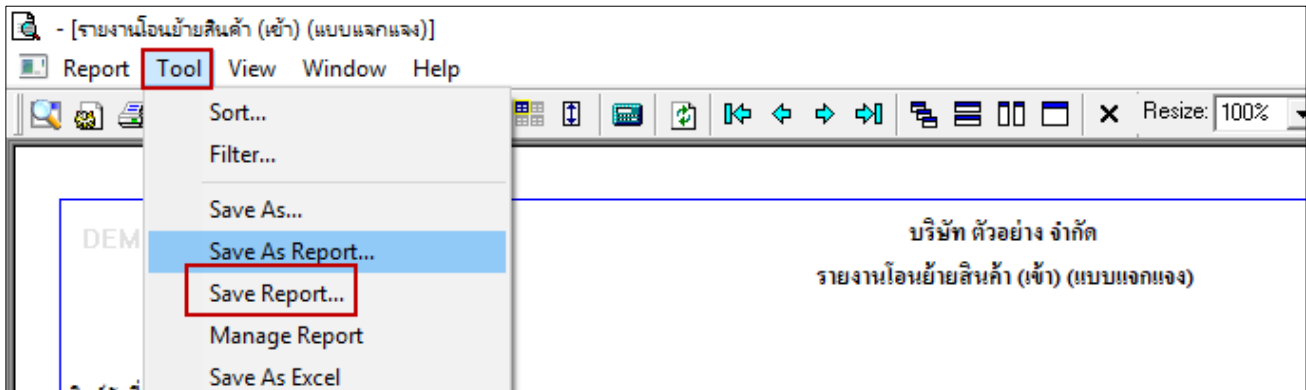 - [รายงานโอนย้ายสินค้า (เข้า) (แบบแจกแจง)]
Report Tool View Window Help
Resize: 100%
Sort...
Filter...
Save As...
DEM
บริษัท ตัวอย่าง จำกัด
Save As Report...
รายงานโอนย้ายสินค้า (เข้า) (แบบแจกแจง)
Save Report...
Manage Report
Save As Excel